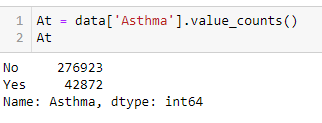 1 At = data['Asthma'].value_counts()
2 At
No 276923
Yes 42872
Name: Asthma, dtype: int64